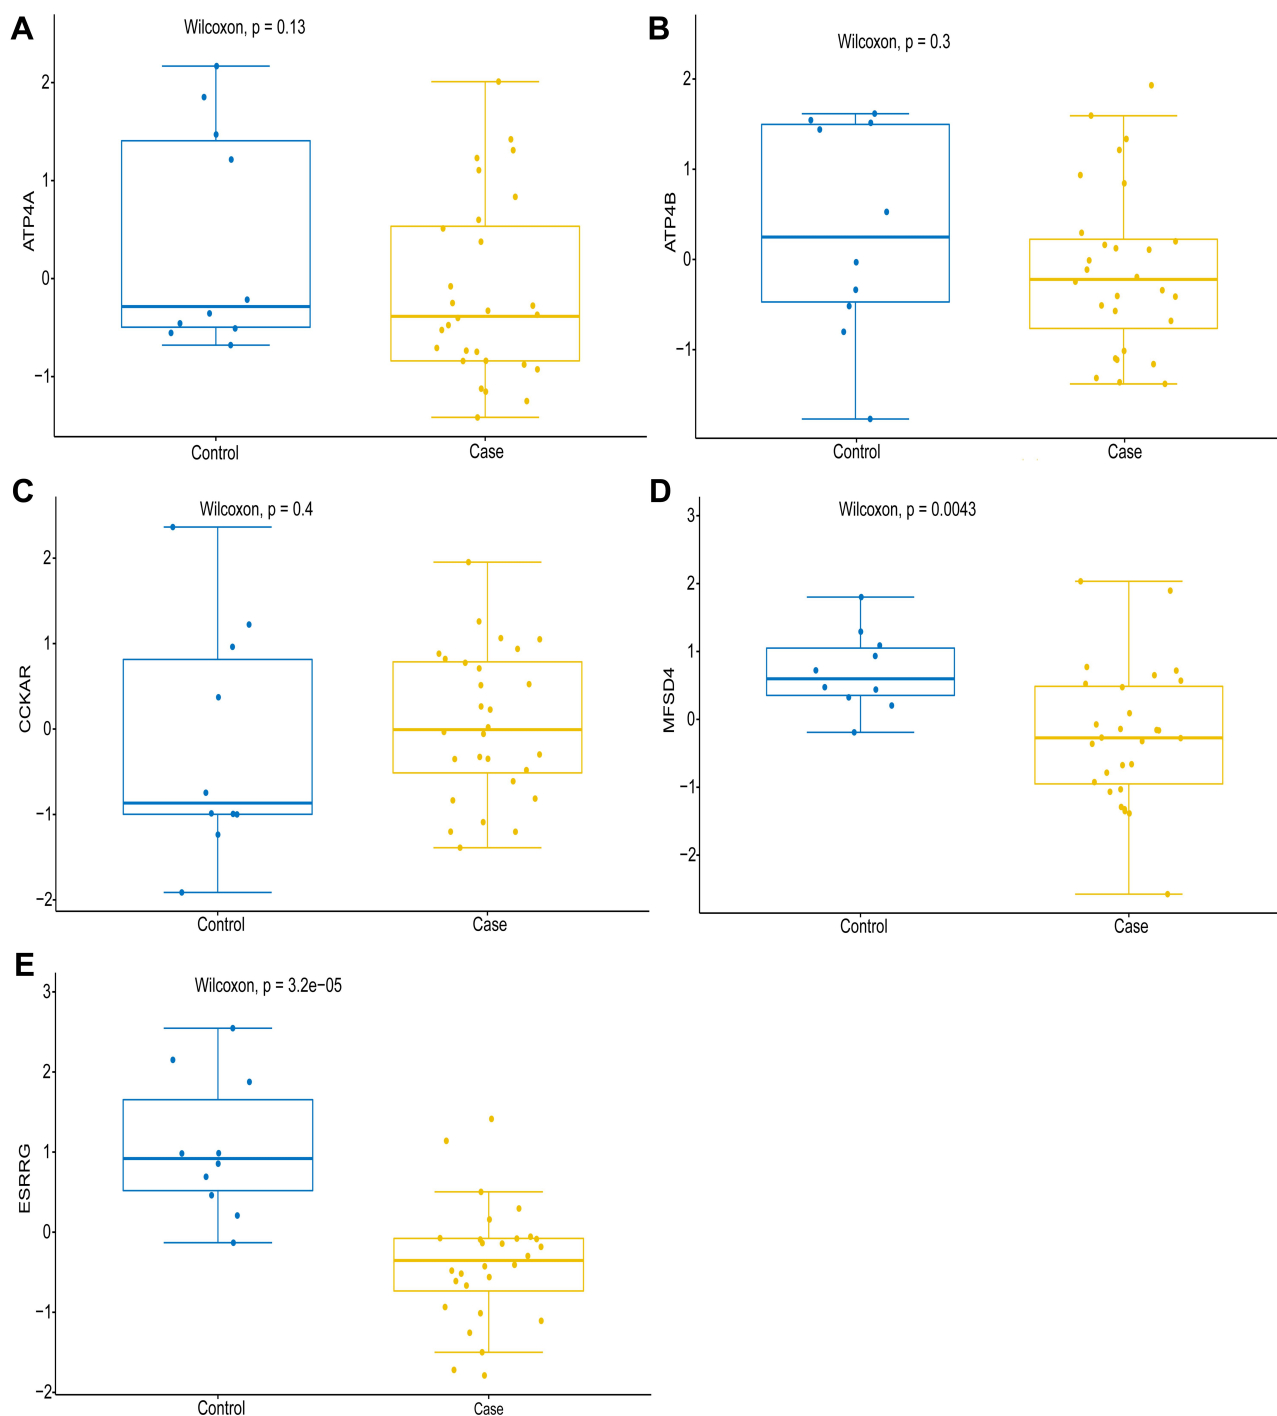 A
Wilcoxon, p = 0.13
2
1
0
−1
ATP4A
Control
Case
B
Wilcoxon, p = 0.3
2
1
0
−1
ATP4B
Control
Case
C
Wilcoxon, p = 0.4
2
1
0
−1
−2
CCKAR
Control
Case
D
Wilcoxon, p = 0.0043
3
2
1
0
−1
−2
MFSD4
Control
Case
E
Wilcoxon, p = 3.2e−05
3
2
1
0
−1
−2
ESRRG
Control
Case